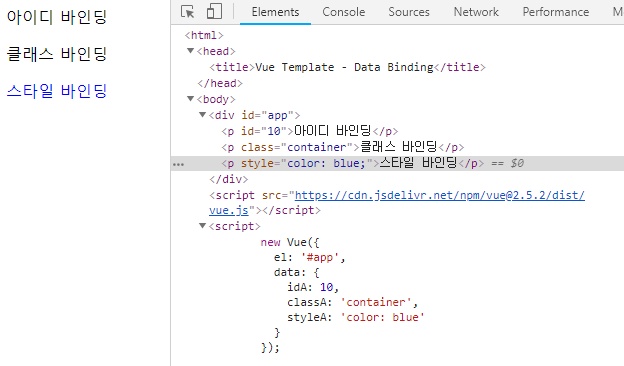 아이디 바인딩
클래스 바인딩
스타일 바인딩
Elements Console Sources Network Performance M
<html>
▼<head>
<title>Vue Template - Data Binding</title>
</head>
▼<body>
▼<div id="app">
<p id="10">아이디 바인딩</p>
<p class="container">클래스 바인딩</p>
••• <p style="color: blue;">스타일 바인딩</p> == $0
</div>
<script src="https://cdn.jsdelivr.net/npm/vue@2.5.2/dist/
vue.js"></script>
▼<script>
new Vue({
el: '#app',
data: {
idA: 10,
classA: 'container',
styleA: 'color: blue'
}
});